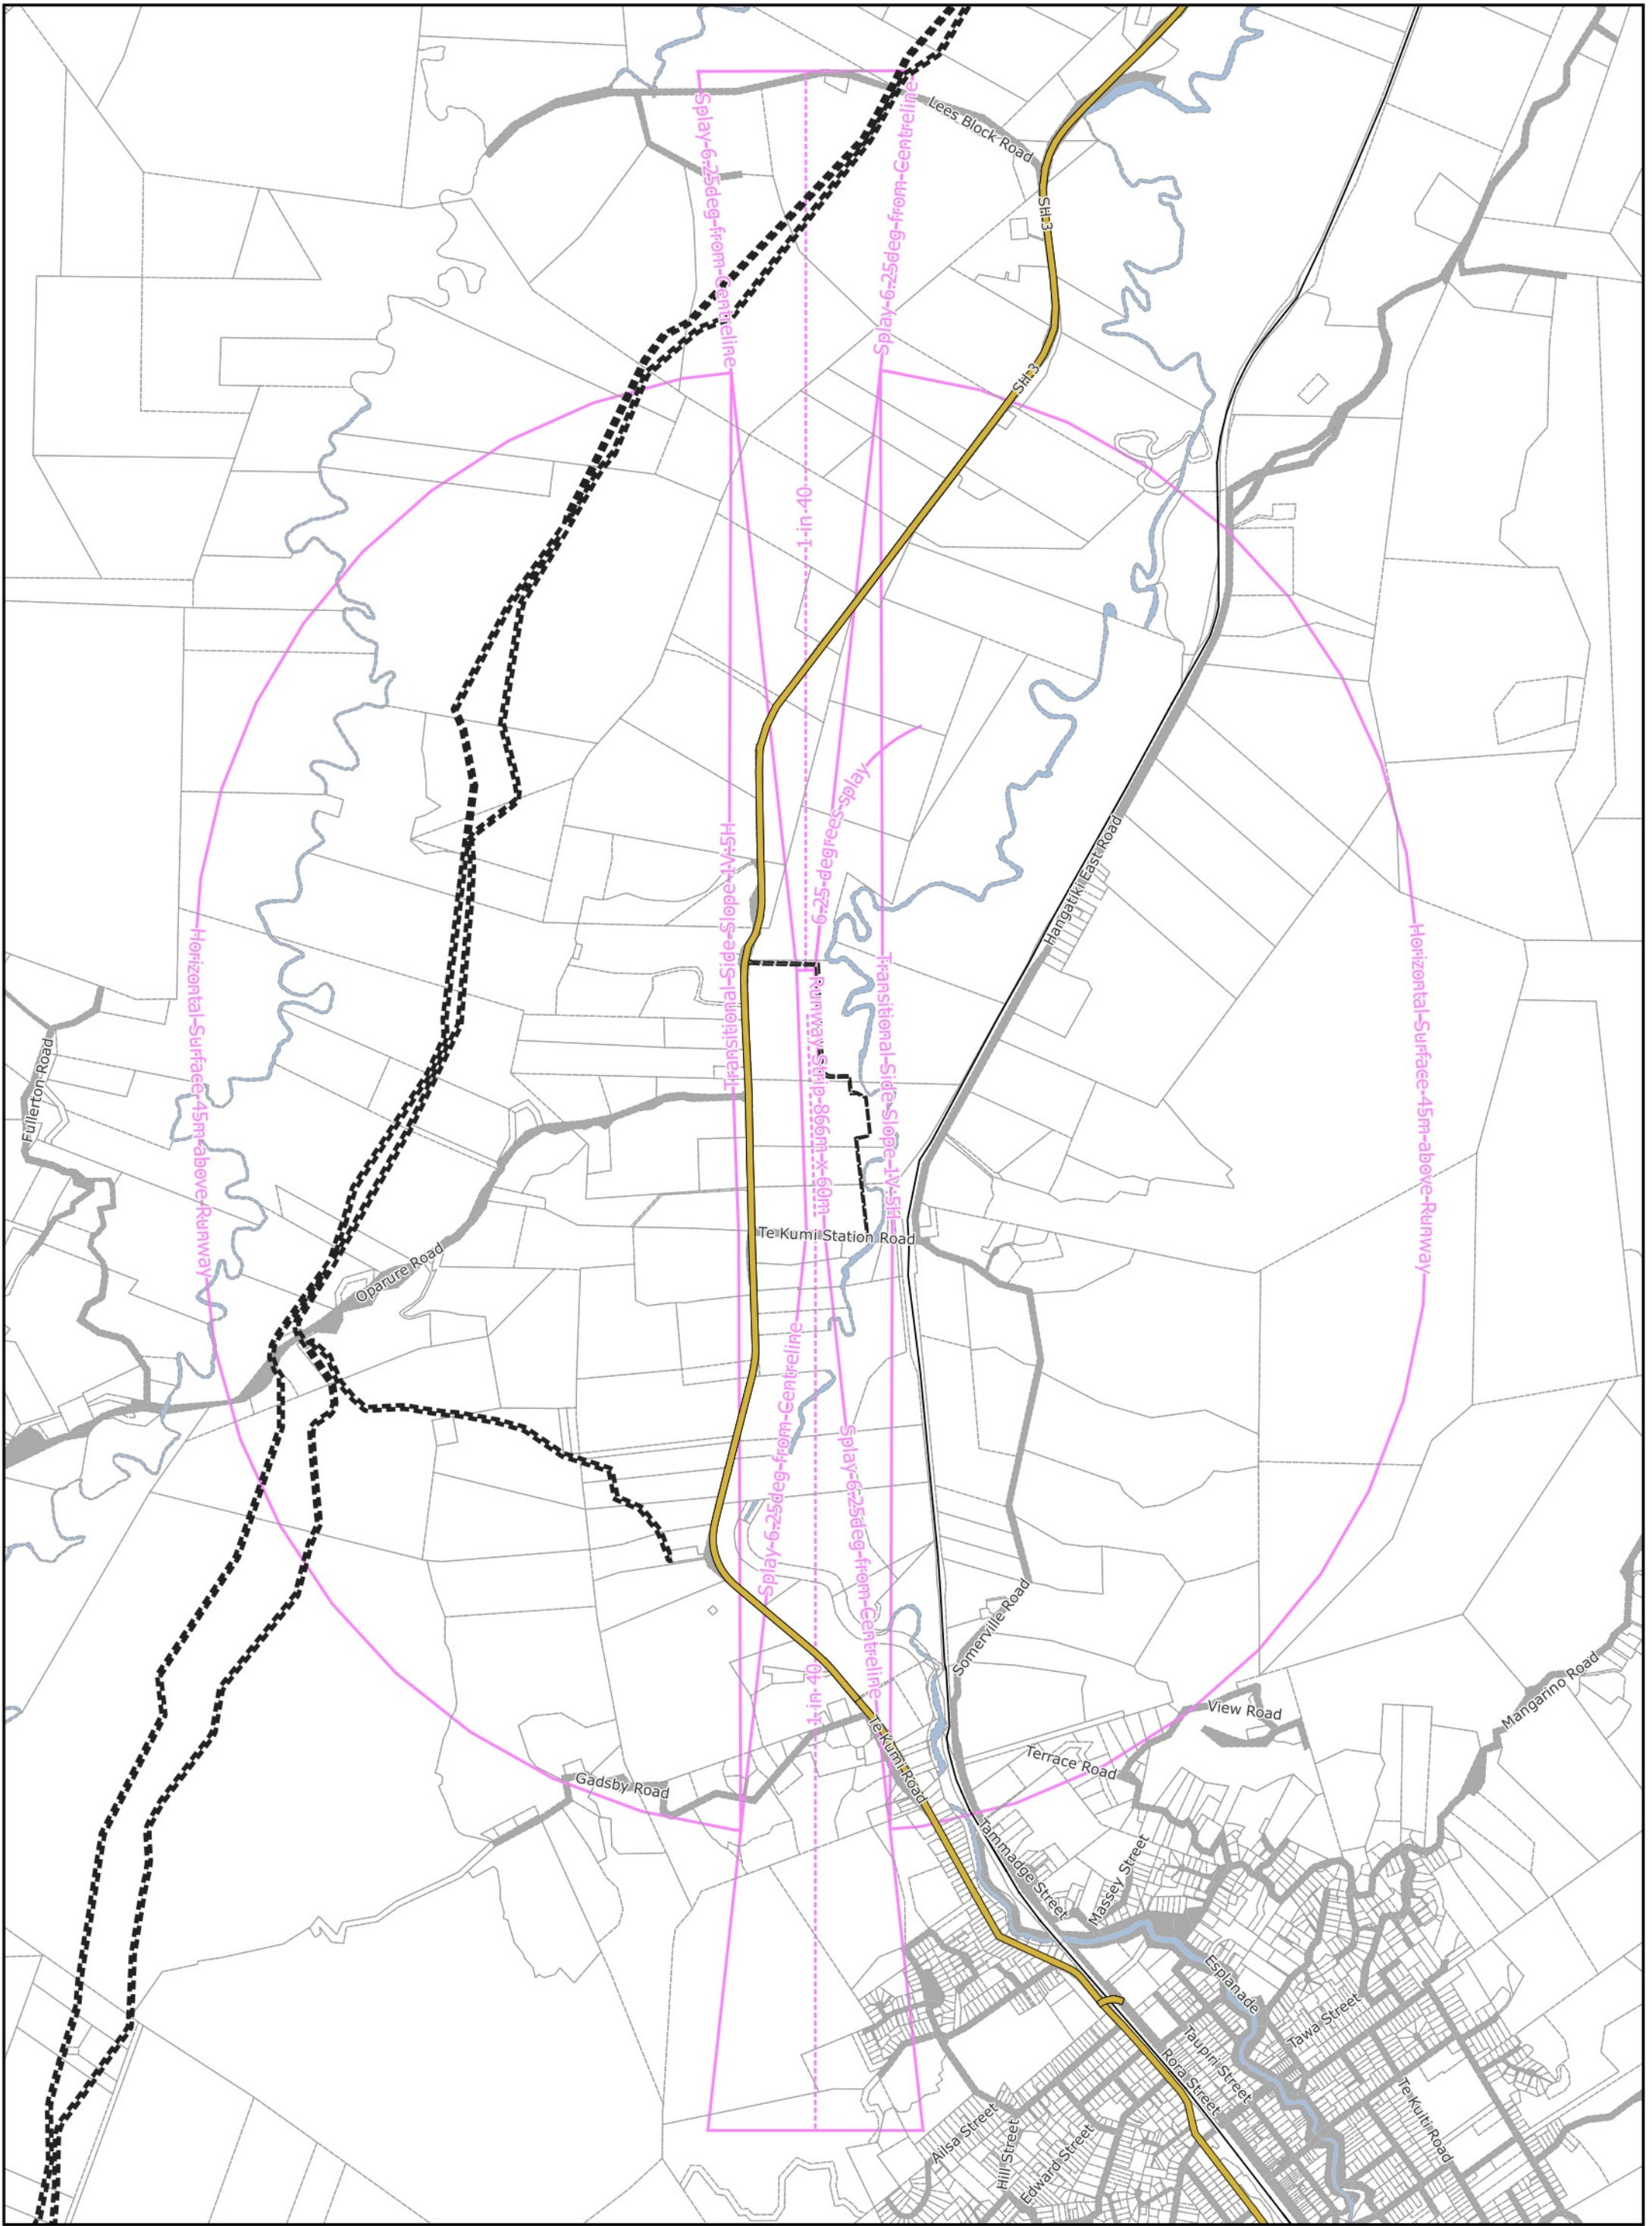 Lees Block Road
Splay 6.25deg from Centreline
Splay 6.25deg from Centreline
SH 3
SH 3
1 in 40
6.25 degrees splay
Hangatiki East Road
Transitional Side Slope 1V:5H
Transitional Side Slope 1V:5H
Horizontal Surface 45m above Runway
Horizontal Surface 45m above Runway
Runway Strip 866m x 60m
Fullerton Road
Te Kumi Station Road
Oparure Road
Splay 6.25deg from Centreline
Splay 6.25deg from Centreline
Somerville Road
1 in 40
Te Kumi Road
View Road
Mangarino Road
Terrace Road
Gadsby Road
Tammadge Street
Massey Street
Esplanade
Tawa Street
Taupiri Street
Rora Street
Te Kuiti Road
Ailsa Street
Hill Street
Edward Street